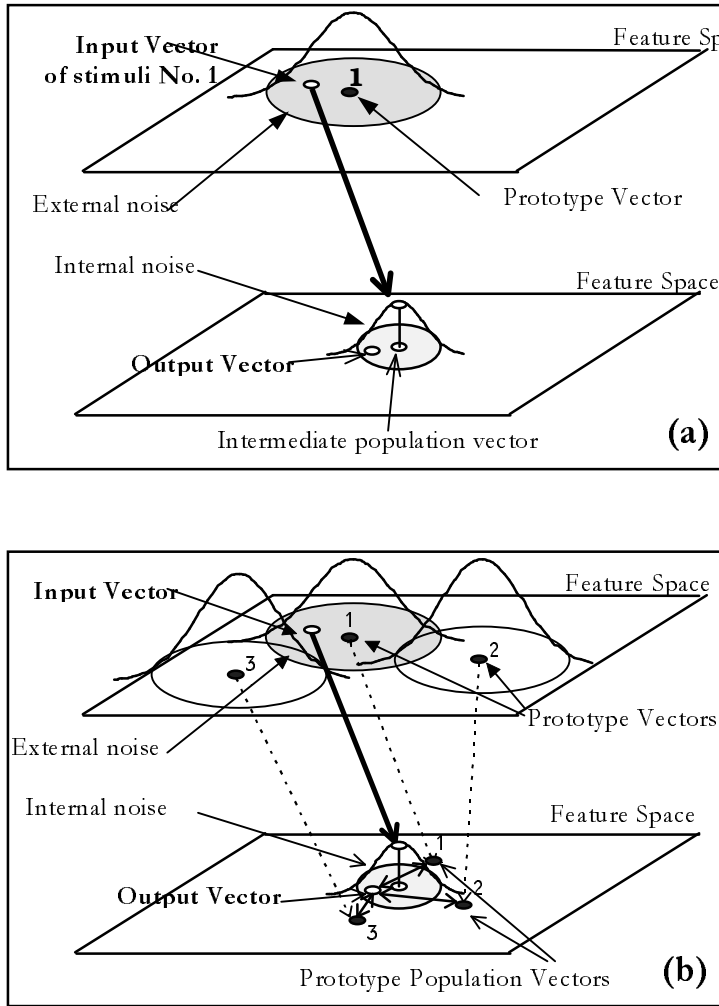 Input Vector
of stimuli No. 1
Feature Sp
1
External noise
Prototype Vector
Internal noise
Feature Space
Output Vector
Intermediate population vector
(a)
Input Vector
Feature Space
1
2
3
Prototype Vectors
External noise
Internal noise
Feature Space
1
Output Vector
2
3
Prototype Population Vectors
(b)